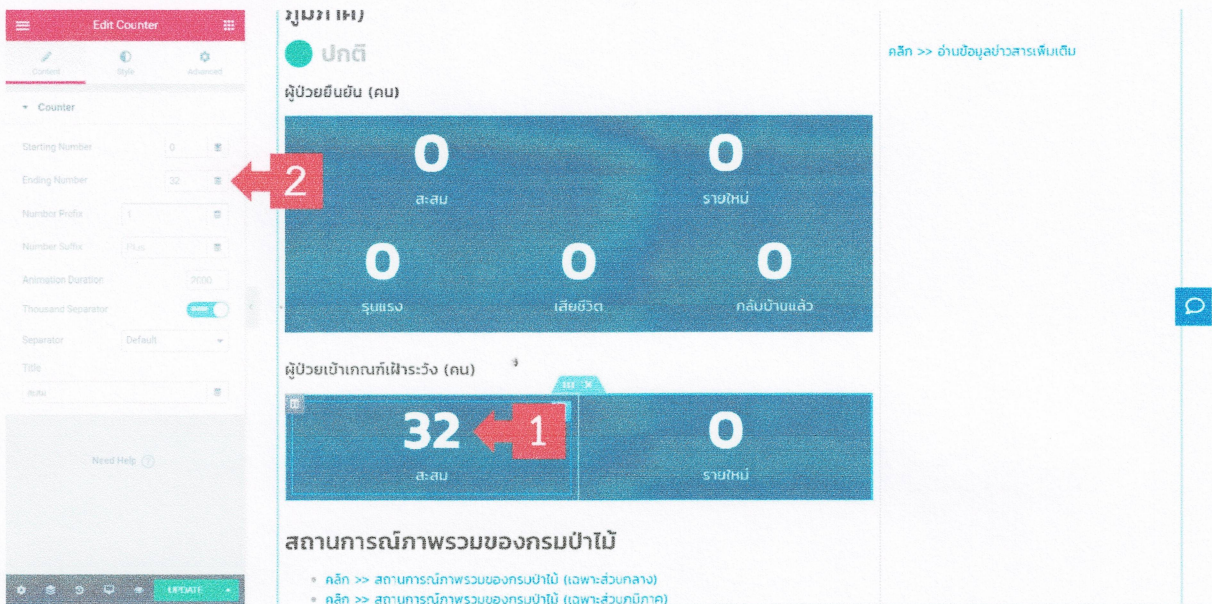 Edit Counter
Content Style Advanced
Counter
Starting Number 0
Ending Number 32
Number Prefix 1
Number Suffix Plus
Animation Duration 2000
Thousand Separator
Separator Default
Title
สะสม
Need Help
UPDATE
ภูมิภาค)
ปกติ
ผู้ป่วยยืนยัน (คน)
0 0
สะสม รายใหม่
0 0 0
รุนแรง เสียชีวิต กลับบ้านแล้ว
2
ผู้ป่วยเข้าเกณฑ์เฝ้าระวัง (คน)
32 1 0
สะสม รายใหม่
สถานการณ์ภาพรวมของกรมป่าไม้
คลิก >> สถานการณ์ภาพรวมของกรมป่าไม้ (เฉพาะส่วนกลาง)
คลิก >> สถานการณ์ภาพรวมของกรมป่าไม้ (เฉพาะส่วนภูมิภาค)
คลิก >> อ่านข้อมูลข่าวสารเพิ่มเติม